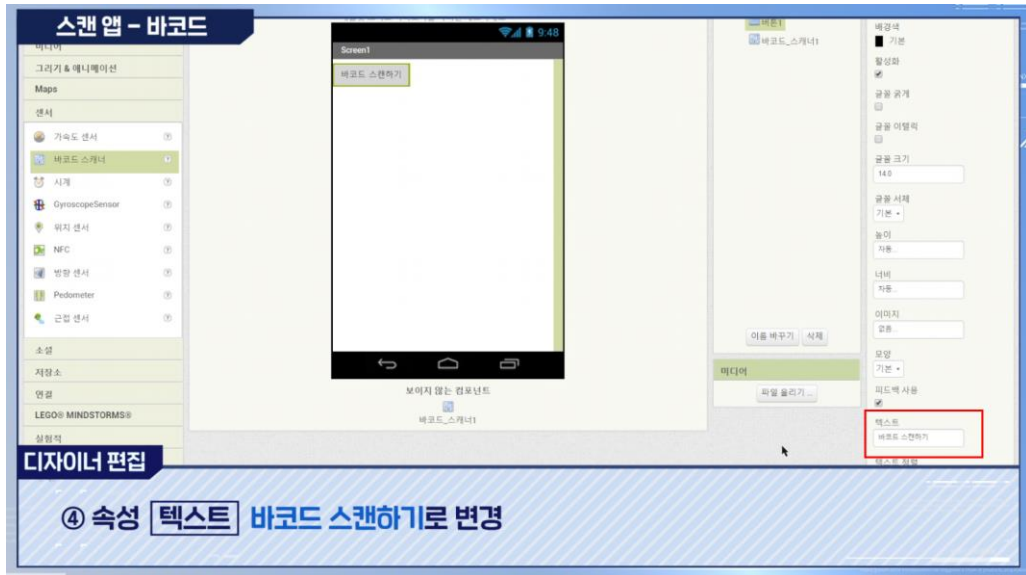 스캔 앱 – 바코드
미디어
그리기 & 애니메이션
Maps
센서
가속도 센서
바코드 스캐너
시계
GyroscopeSensor
위치 센서
NFC
방향 센서
Pedometer
근접 센서
소셜
저장소
연결
LEGO® MINDSTORMS®
실험적
9:48
Screen1
바코드 스캔하기
보이지 않는 컴포넌트
바코드_스캐너1
버튼1
바코드_스캐너1
이름 바꾸기
삭제
미디어
파일 올리기 ...
배경색
기본
활성화
글꼴 굵게
글꼴 이탤릭
글꼴 크기
14.0
글꼴 서체
기본
높이
자동...
너비
자동...
이미지
없음...
모양
기본
피드백 사용
텍스트
바코드 스캔하기
텍스트 정렬
디자이너 편집
④ 속성 텍스트 바코드 스캔하기로 변경